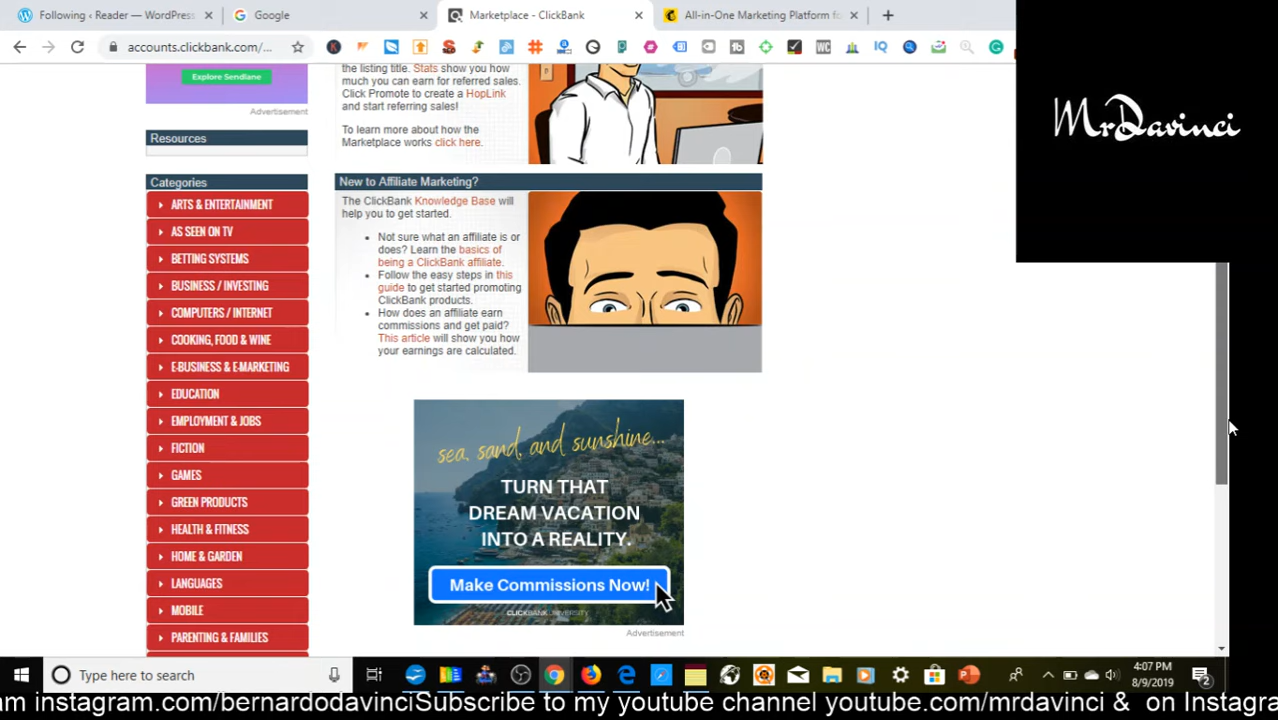 Following ‹ Reader — WordPress
Google
Marketplace - ClickBank
All-in-One Marketing Platform fo
accounts.clickbank.com/...
Explore Sendlane
Advertisement
Resources
Categories
ARTS & ENTERTAINMENT
AS SEEN ON TV
BETTING SYSTEMS
BUSINESS / INVESTING
COMPUTERS / INTERNET
COOKING, FOOD & WINE
E-BUSINESS & E-MARKETING
EDUCATION
EMPLOYMENT & JOBS
FICTION
GAMES
GREEN PRODUCTS
HEALTH & FITNESS
HOME & GARDEN
LANGUAGES
MOBILE
PARENTING & FAMILIES
the listing title. Stats show you how
much you can earn for referred sales.
Click Promote to create a HopLink
and start referring sales!
To learn more about how the
Marketplace works click here.
New to Affiliate Marketing?
The ClickBank Knowledge Base will
help you to get started.
Not sure what an affiliate is or
does? Learn the basics of
being a ClickBank affiliate.
Follow the easy steps in this
guide to get started promoting
ClickBank products.
How does an affiliate earn
commissions and get paid?
This article will show you how
your earnings are calculated.
sea, sand, and sunshine...
TURN THAT
DREAM VACATION
INTO A REALITY.
Make Commissions Now!
CLICKBANK UNIVERSITY
Advertisement
MrDavinci
Type here to search
4:07 PM
8/9/2019
am instagram.com/bernardodavinciSubscribe to my youtube channel youtube.com/mrdavinci & on Instagra